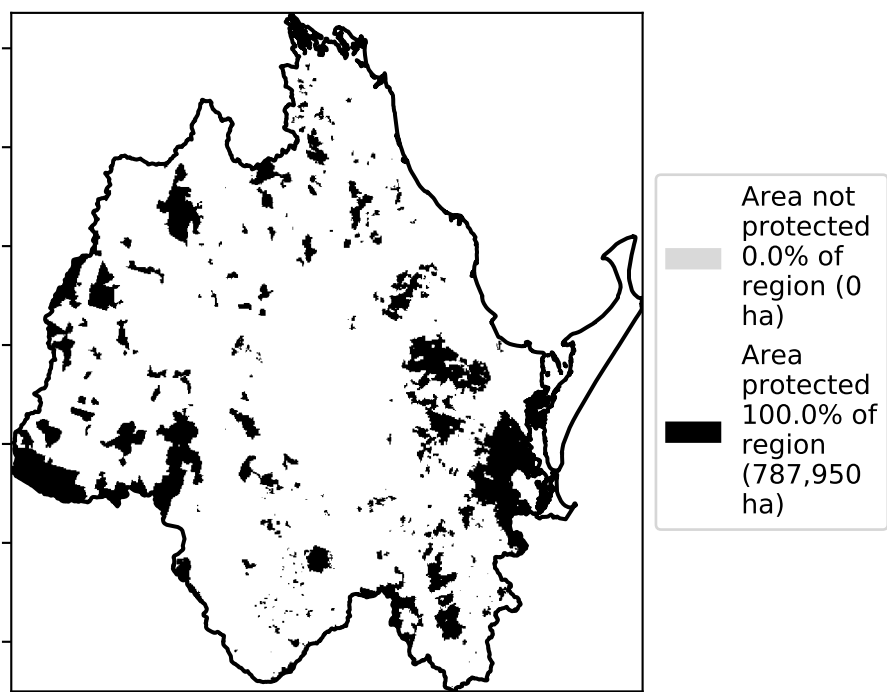 Area not
protected
0.0% of
region (0
ha)
Area
protected
100.0% of
region
(787,950
ha)